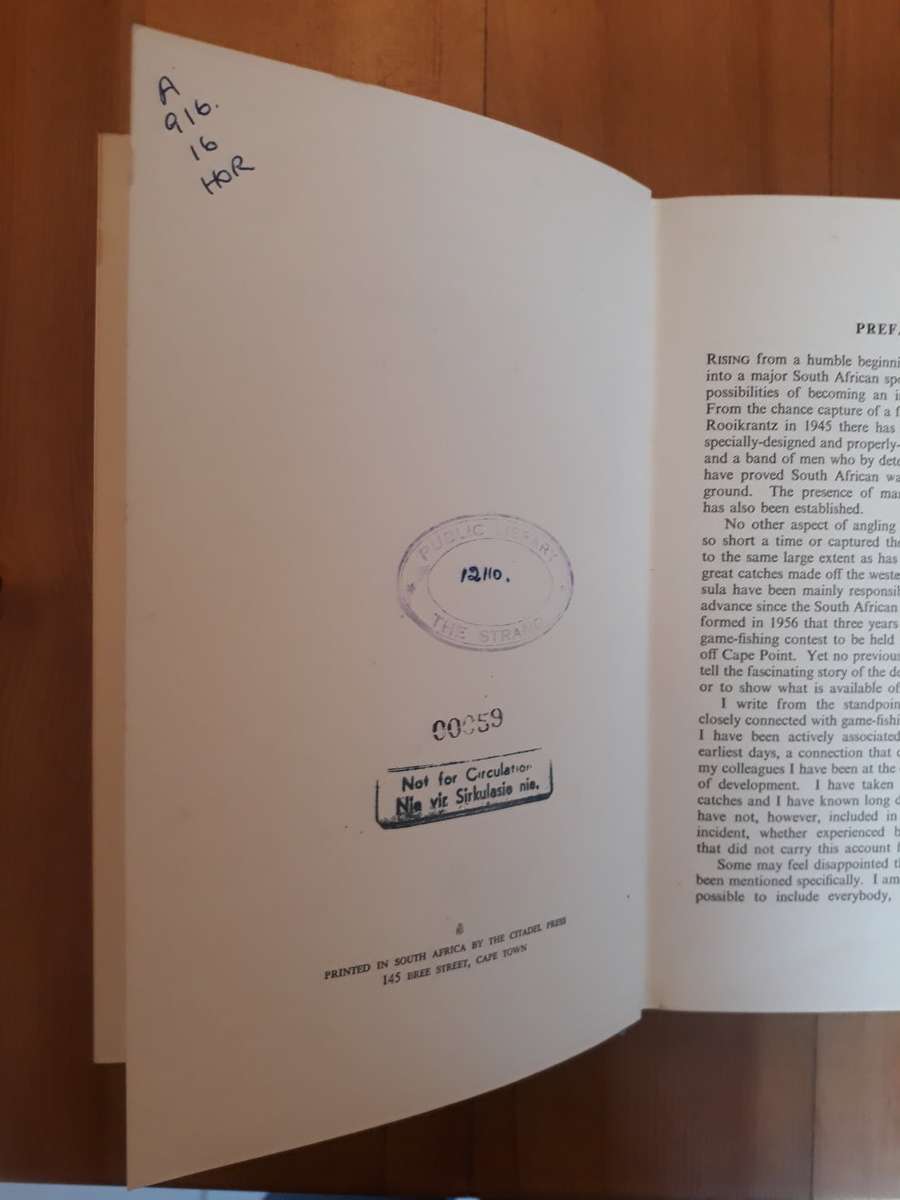 A
916.
16
HOR
PUBLIC LIBRARY
12110.
THE STRAND
00059
Not for Circulation
Nie vir Sirkulasie nie.
PRINTED IN SOUTH AFRICA BY THE CITADEL PRESS
145 BREE STREET, CAPE TOWN
PREF
RISING from a humble beginni
into a major South African spo
possibilities of becoming an i
From the chance capture of a f
Rooikrantz in 1945 there has
specially-designed and properly-
and a band of men who by dete
have proved South African wa
ground. The presence of mar
has also been established.
No other aspect of angling
so short a time or captured the
to the same large extent as has
great catches made off the weste
sula have been mainly responsib
advance since the South African
formed in 1956 that three years
game-fishing contest to be held
off Cape Point. Yet no previous
tell the fascinating story of the de
or to show what is available of
I write from the standpoin
closely connected with game-fishi
I have been actively associated
earliest days, a connection that c
my colleagues I have been at the
of development. I have taken
catches and I have known long d
have not, however, included in
incident, whether experienced b
that did not carry this account f
Some may feel disappointed th
been mentioned specifically. I am
possible to include everybody,